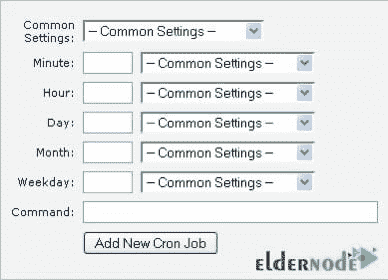 Common Settings: -- Common Settings --
Minute: -- Common Settings --
Hour: -- Common Settings --
Day: -- Common Settings --
Month: -- Common Settings --
Weekday: -- Common Settings --
Command:
Add New Cron Job
eldernode